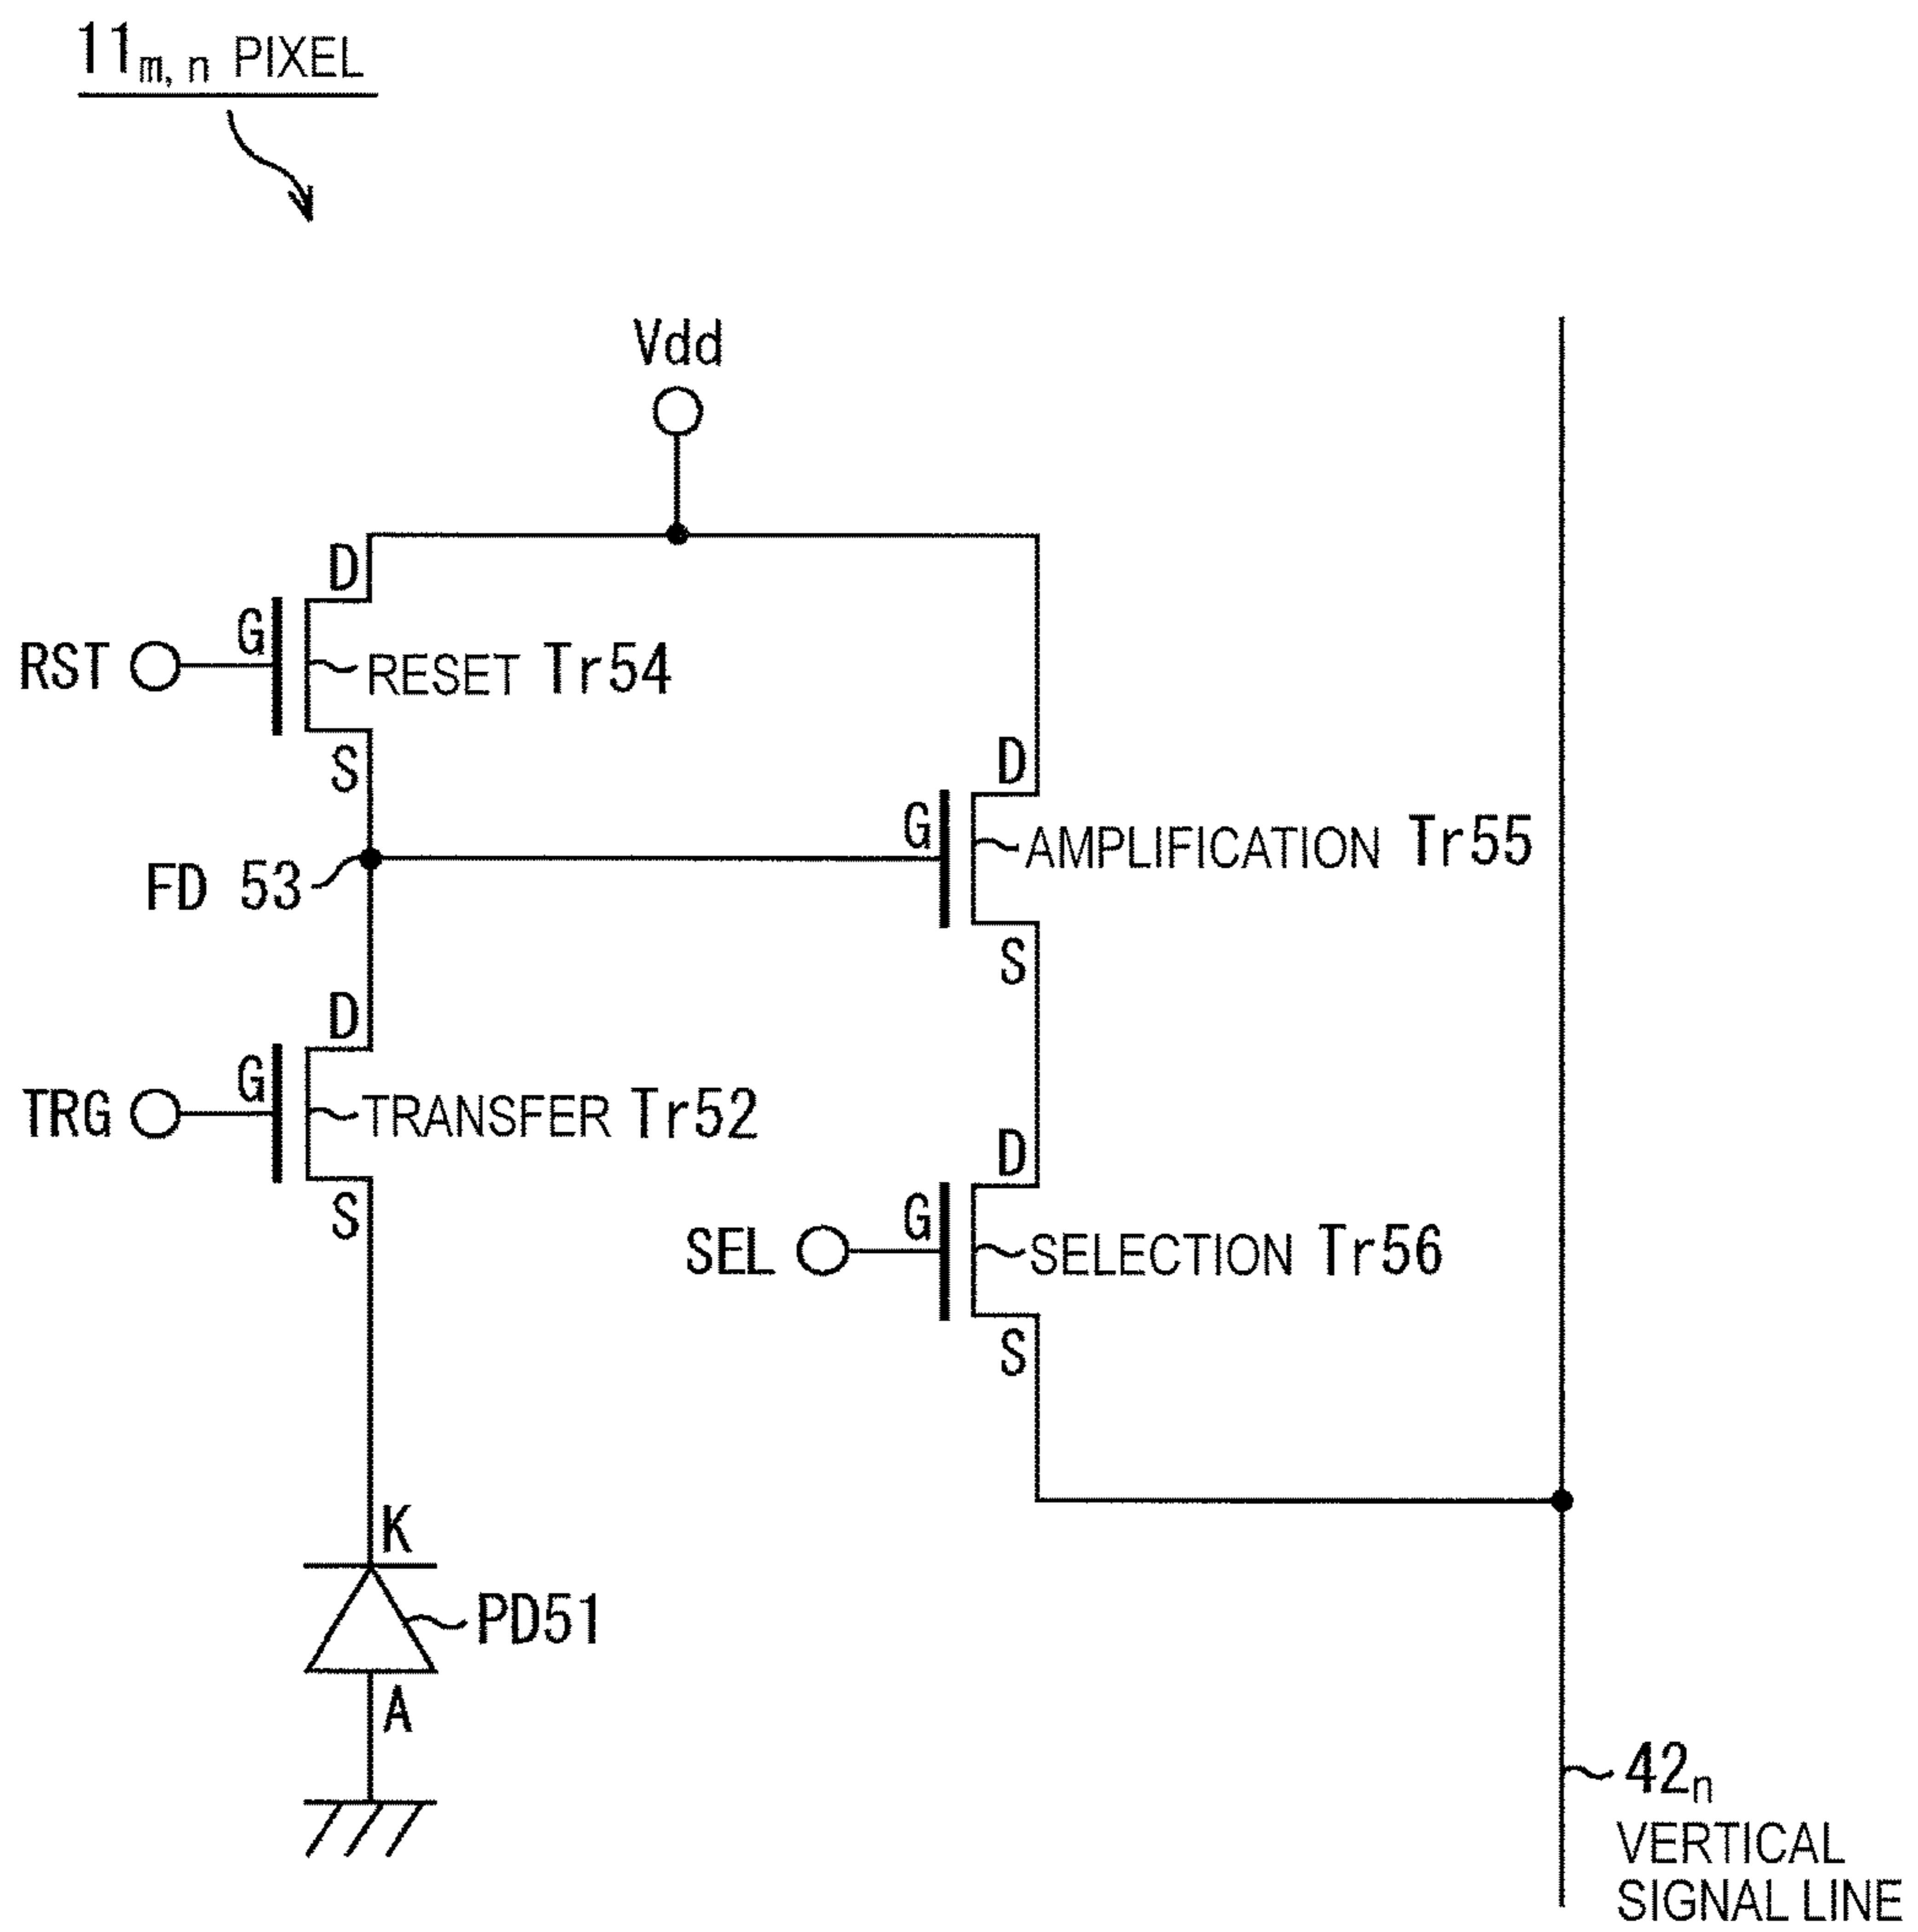 11m,n PIXEL
Vdd
D
G
RST
RESET Tr54
S
D
G
AMPLIFICATION Tr55
FD 53
S
D
G
TRG
TRANSFER Tr52
D
S
G
SEL
SELECTION Tr56
S
K
PD51
A
42n
VERTICAL
SIGNAL LINE